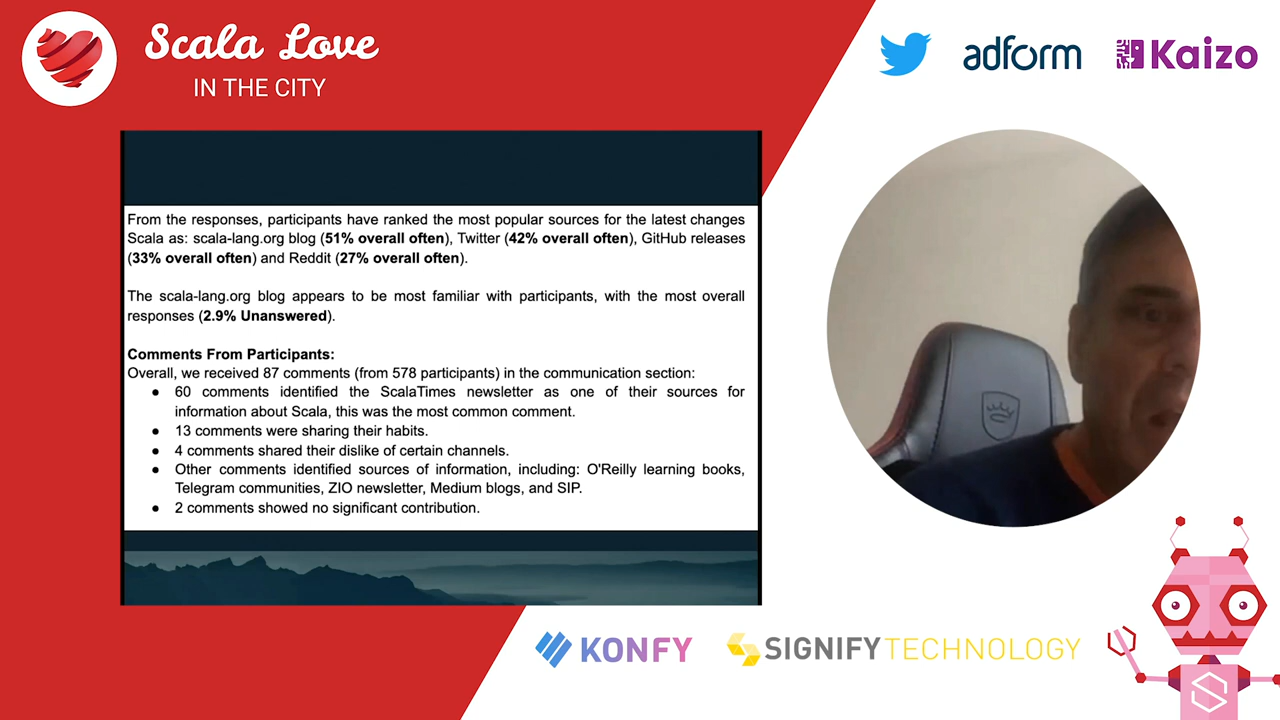 Scala Love
IN THE CITY
adform
Kaizo
From the responses, participants have ranked the most popular sources for the latest changes
Scala as: scala-lang.org blog (51% overall often), Twitter (42% overall often), GitHub releases
(33% overall often) and Reddit (27% overall often).
The scala-lang.org blog appears to be most familiar with participants, with the most overall
responses (2.9% Unanswered).
Comments From Participants:
Overall, we received 87 comments (from 578 participants) in the communication section:
● 60 comments identified the ScalaTimes newsletter as one of their sources for
information about Scala, this was the most common comment.
● 13 comments were sharing their habits.
● 4 comments shared their dislike of certain channels.
● Other comments identified sources of information, including: O'Reilly learning books,
Telegram communities, ZIO newsletter, Medium blogs, and SIP.
● 2 comments showed no significant contribution.
KONFY
SIGNIFYTECHNOLOGY